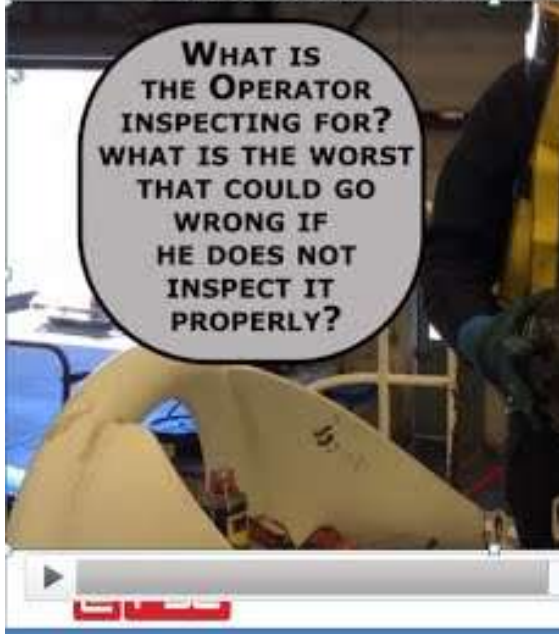 WHAT IS
THE OPERATOR
INSPECTING FOR?
WHAT IS THE WORST
THAT COULD GO
WRONG IF
HE DOES NOT
INSPECT IT
PROPERLY?